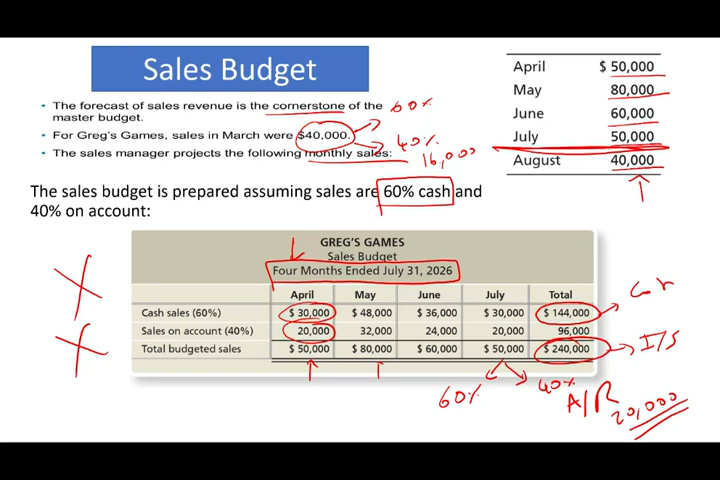 Sales Budget
• The forecast of sales revenue is the cornerstone of the master budget.
60%
• For Greg's Games, sales in March were $40,000.
40%
16,000
• The sales manager projects the following monthly sales:
April $ 50,000
May 80,000
June 60,000
July 50,000
August 40,000
The sales budget is prepared assuming sales are 60% cash and
40% on account:
GREG'S GAMES
Sales Budget
Four Months Ended July 31, 2026
April May June July Total
Cash sales (60%) $ 30,000 $ 48,000 $ 36,000 $ 30,000 $ 144,000
Sales on account (40%) 20,000 32,000 24,000 20,000 96,000
Total budgeted sales $ 50,000 $ 80,000 $ 60,000 $ 50,000 $ 240,000
I/S
60% 40%
A/R
20,000